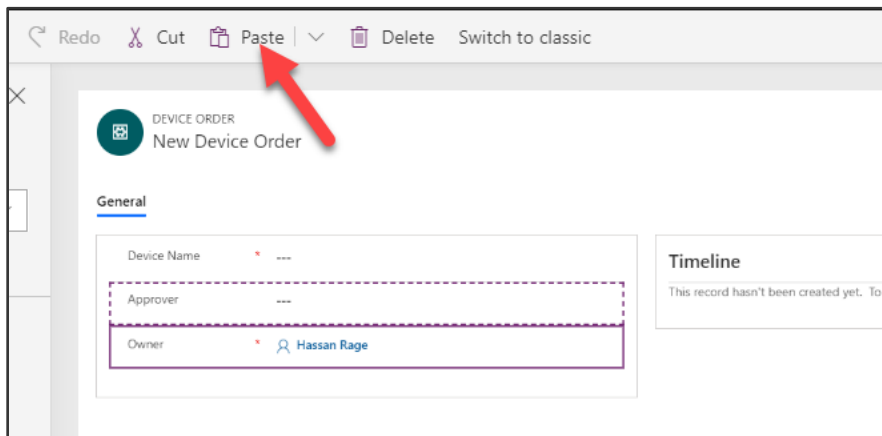 Redo Cut Paste Delete Switch to classic
DEVICE ORDER
New Device Order
General
Device Name * ---
Approver ---
Owner * Hassan Rage
Timeline
This record hasn't been created yet. To